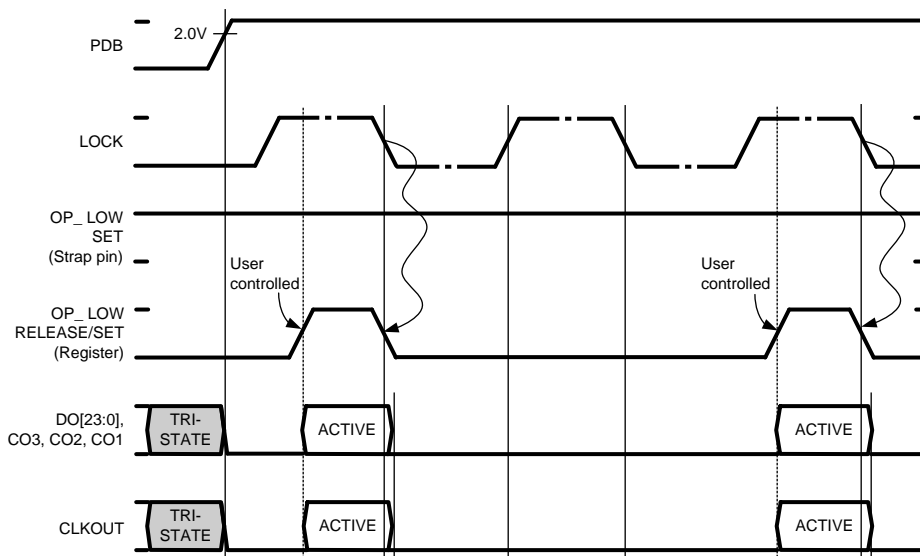 2.0V
PDB
LOCK
OP_ LOW
SET
(Strap pin)
User
controlled
User
controlled
OP_ LOW
RELEASE/SET
(Register)
DO[23:0],
CO3, CO2, CO1
TRI-
STATE
ACTIVE
ACTIVE
CLKOUT
TRI-
STATE
ACTIVE
ACTIVE